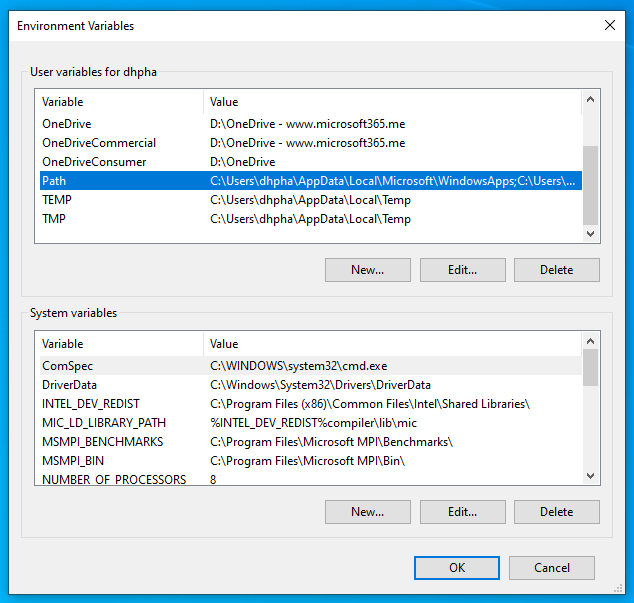 Environment Variables
User variables for dhpha
Variable Value
OneDrive D:\OneDrive - www.microsoft365.me
OneDriveCommercial D:\OneDrive - www.microsoft365.me
OneDriveConsumer D:\OneDrive
Path C:\Users\dhpha\AppData\Local\Microsoft\WindowsApps;C:\Users\...
TEMP C:\Users\dhpha\AppData\Local\Temp
TMP C:\Users\dhpha\AppData\Local\Temp
New... Edit... Delete
System variables
Variable Value
ComSpec C:\WINDOWS\system32\cmd.exe
DriverData C:\Windows\System32\Drivers\DriverData
INTEL_DEV_REDIST C:\Program Files (x86)\Common Files\Intel\Shared Libraries\
MIC_LD_LIBRARY_PATH %INTEL_DEV_REDIST%compiler\lib\mic
MSMPI_BENCHMARKS C:\Program Files\Microsoft MPI\Benchmarks\
MSMPI_BIN C:\Program Files\Microsoft MPI\Bin\
NUMBER_OF_PROCESSORS 8
New... Edit... Delete
OK Cancel